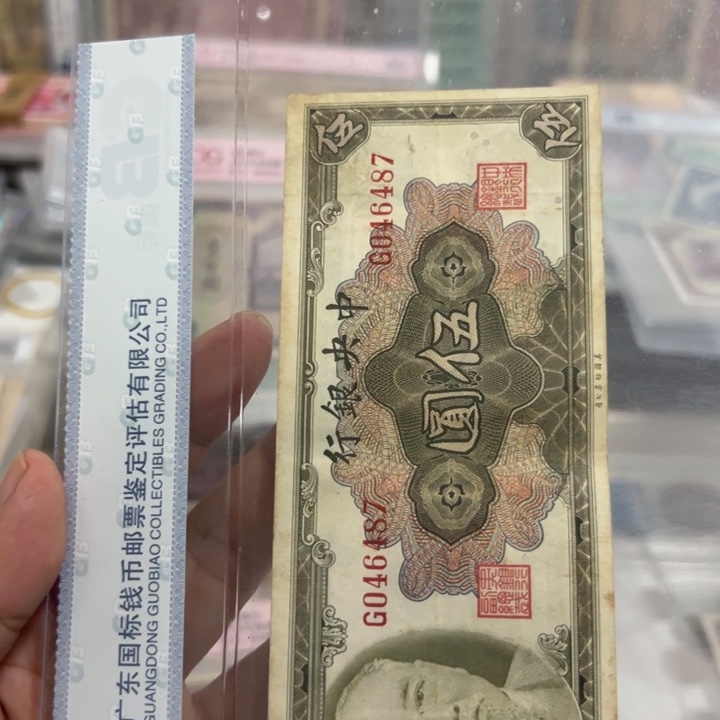 广东国标钱币邮票鉴定评估有限公司
GUANGDONG GUOBIAO COLLECTIBLES GRADING CO.,LTD
伍
伍
G046487
中央銀行
伍圓
G046487